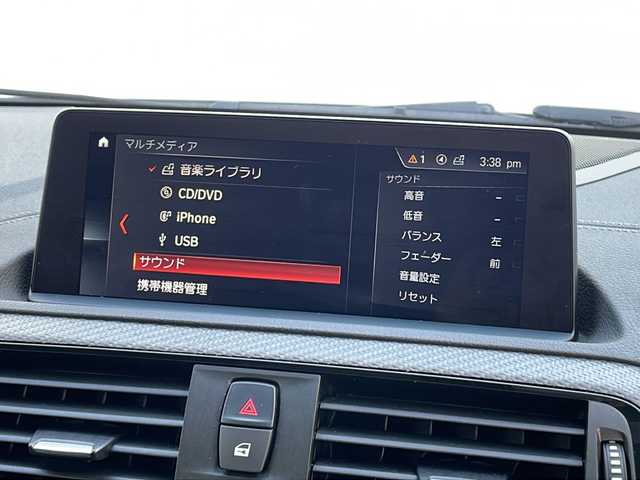 マルチメディア
1 3:38 pm
音楽ライブラリ
CD/DVD
iPhone
USB
サウンド
携帯機器管理
サウンド
高音 -
低音 -
バランス 左
フェーダー 前
音量設定
リセット